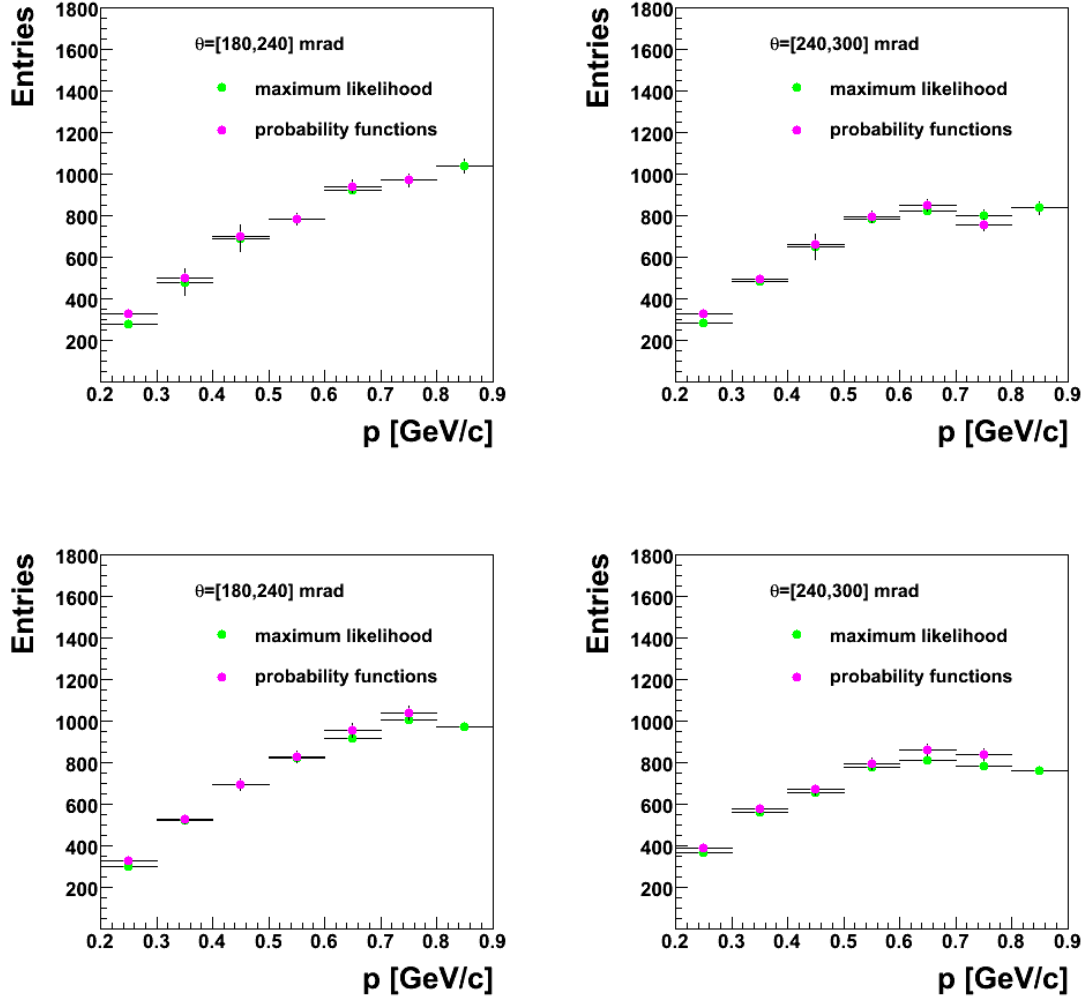 Entries
1800
1600
1400
1200
1000
800
600
400
200
θ=[180,240] mrad
maximum likelihood
probability functions
0.2 0.3 0.4 0.5 0.6 0.7 0.8 0.9
p [GeV/c]
Entries
1800
1600
1400
1200
1000
800
600
400
200
θ=[240,300] mrad
maximum likelihood
probability functions
0.2 0.3 0.4 0.5 0.6 0.7 0.8 0.9
p [GeV/c]
Entries
1800
1600
1400
1200
1000
800
600
400
200
θ=[180,240] mrad
maximum likelihood
probability functions
0.2 0.3 0.4 0.5 0.6 0.7 0.8 0.9
p [GeV/c]
Entries
1800
1600
1400
1200
1000
800
600
400
200
θ=[240,300] mrad
maximum likelihood
probability functions
0.2 0.3 0.4 0.5 0.6 0.7 0.8 0.9
p [GeV/c]